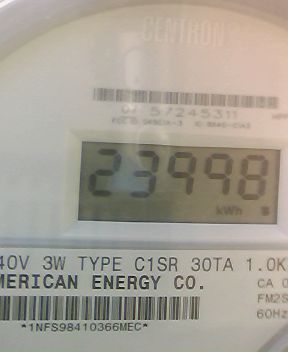 CENTRON
57245311
23998
kWh
40V 3W TYPE C1SR 30TA 1.0K
MERICAN ENERGY CO.
CA 0
FM2S
60Hz
*1NFS98410366MEC*